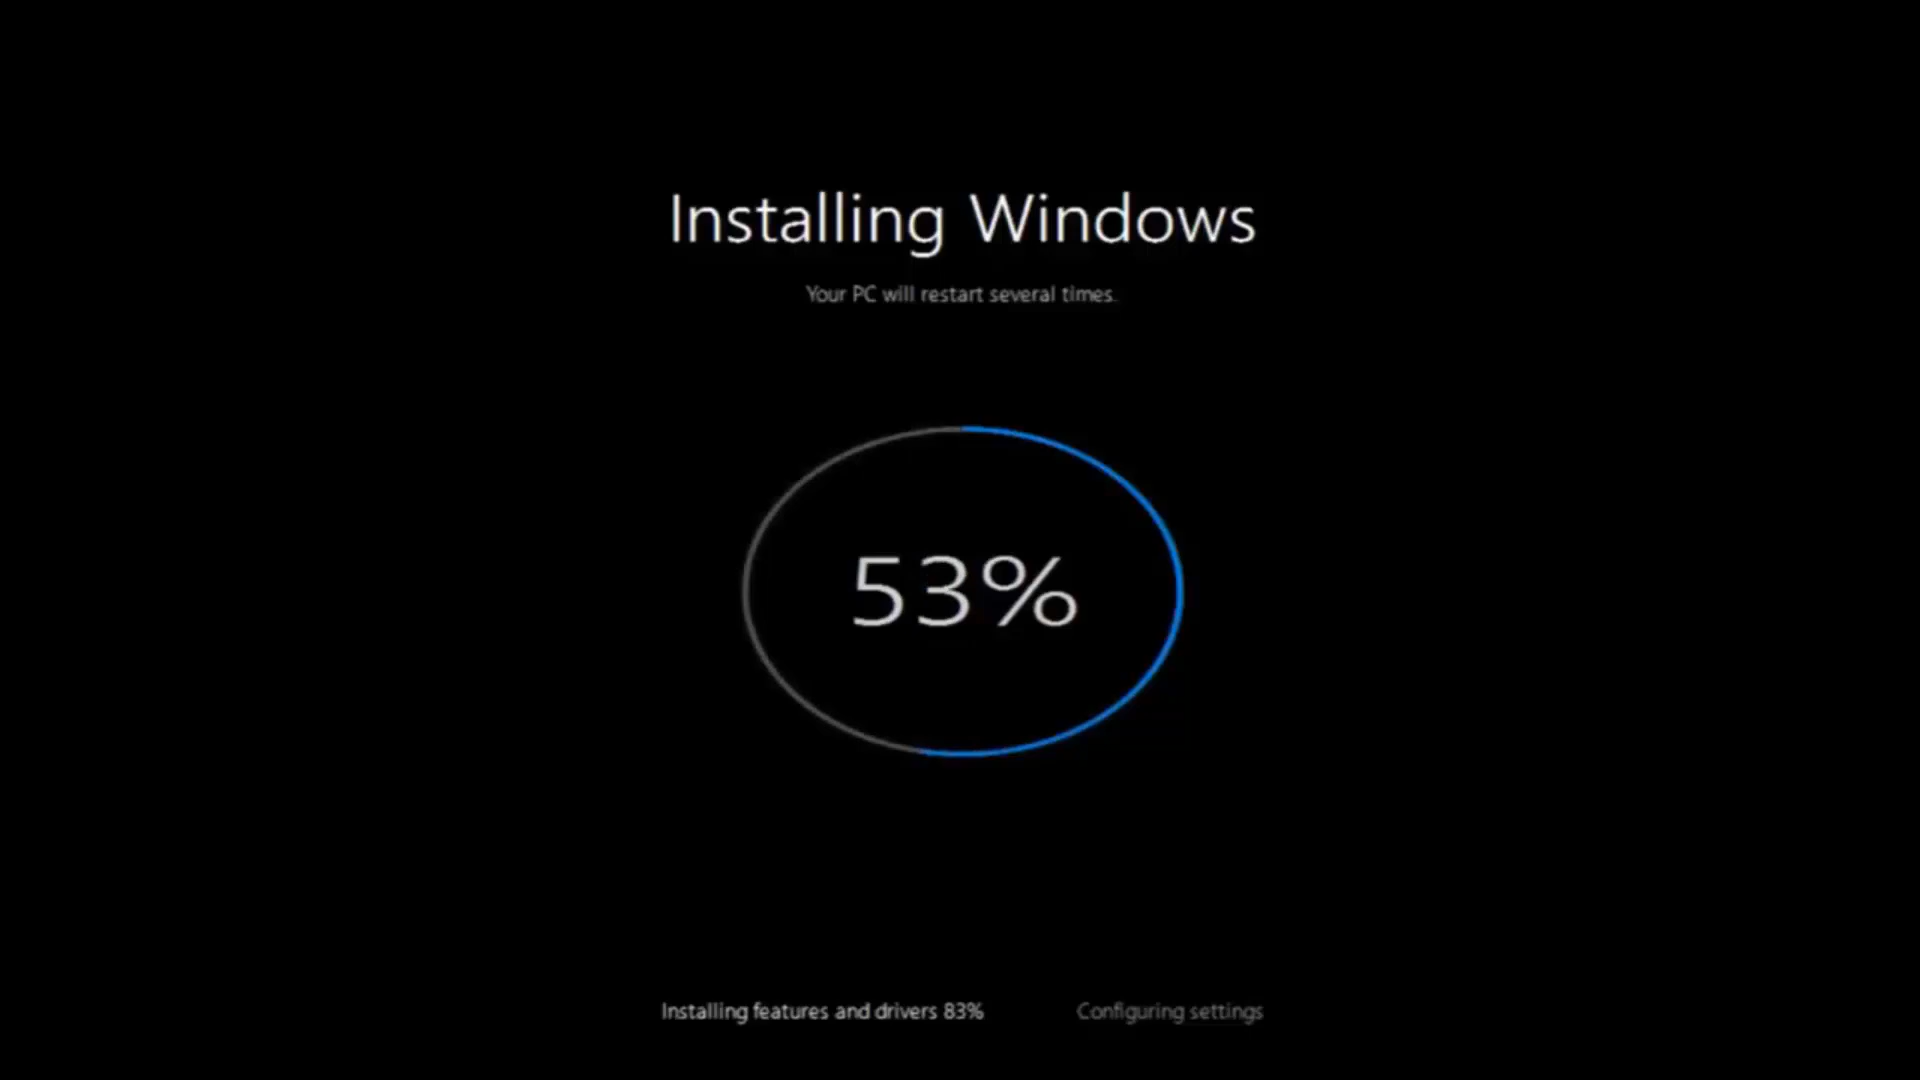 Installing Windows
Your PC will restart several times.
53%
Installing features and drivers 83%
Configuring settings